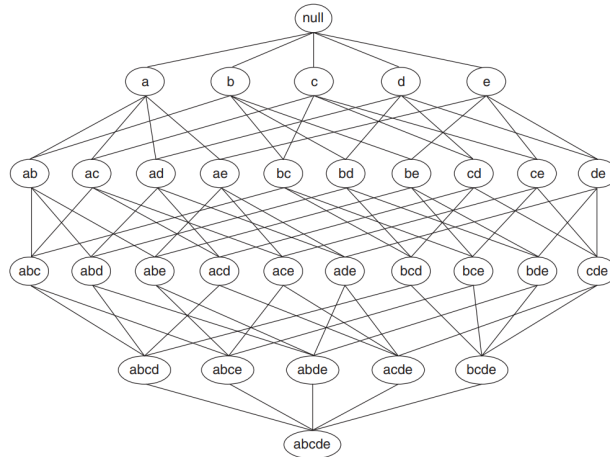 null
a b c d e
ab ac ad ae bc bd be cd ce de
abc abd abe acd ace ade bcd bce bde cde
abcd abce abde acde bcde
abcde